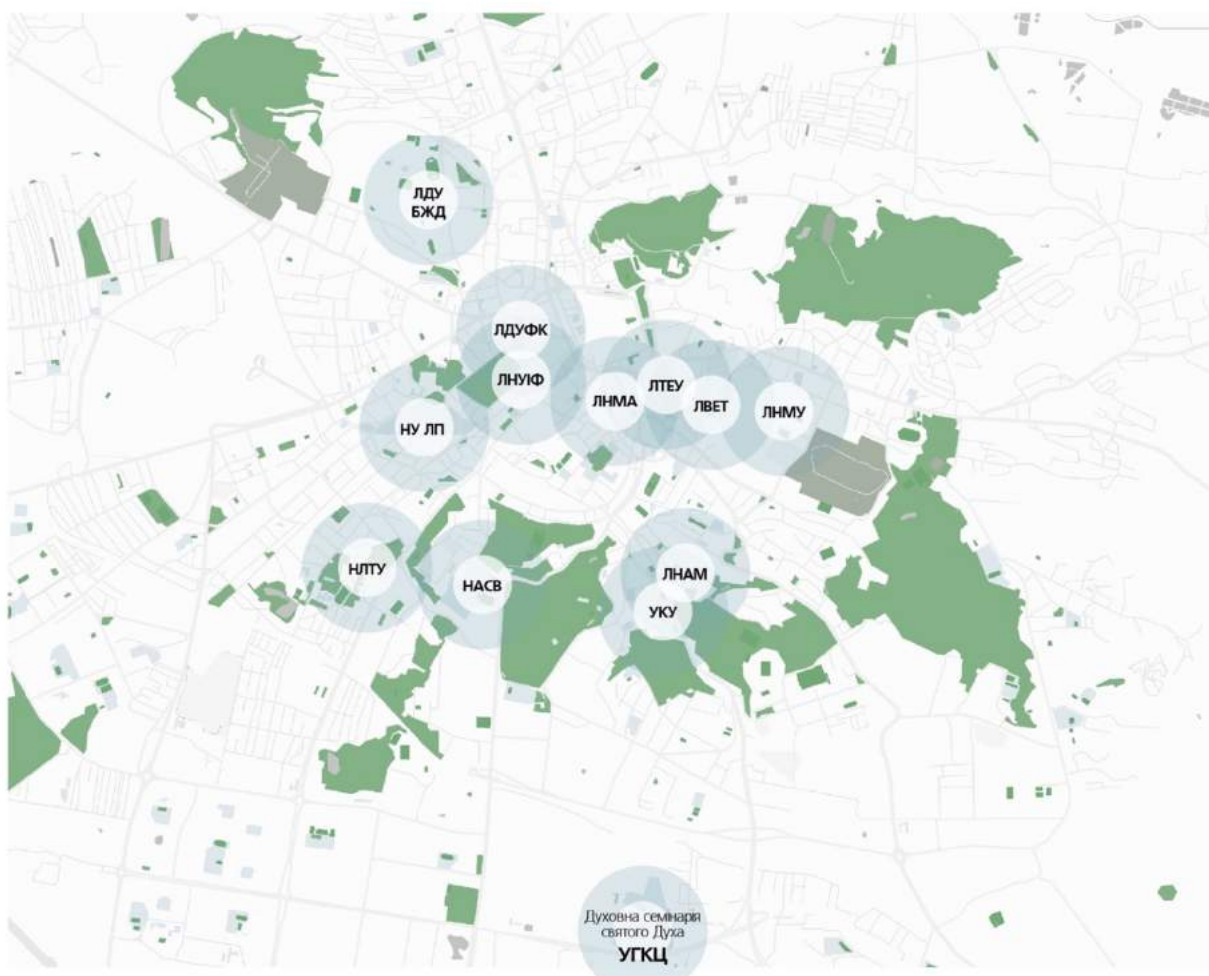 ЛДУ
БЖД
ЛДУФК
ЛНУІФ
ЛНМА
ЛТЕУ
ЛВЕТ
ЛНМУ
НУ ЛП
НЛТУ
НАСВ
ЛНАМ
УКУ
Духовна семінарія
святого Духа
УГКЦ